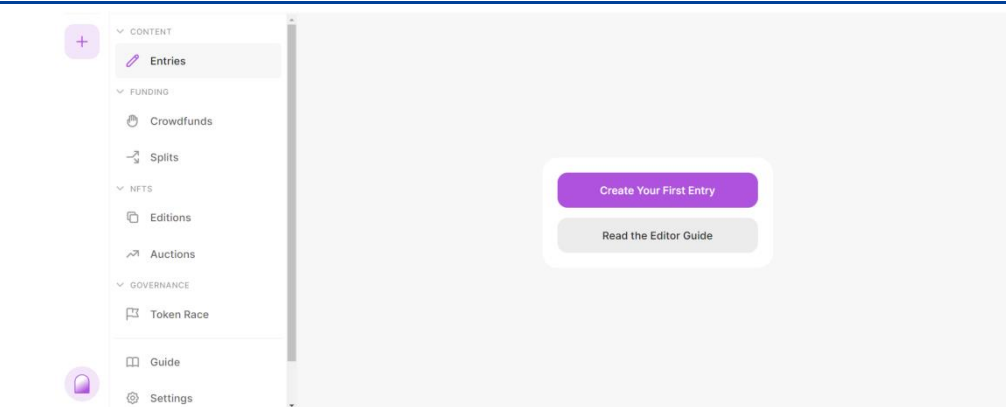 CONTENT
Entries
FUNDING
Crowdfunds
Splits
NFTS
Editions
Auctions
GOVERNANCE
Token Race
Guide
Settings
Create Your First Entry
Read the Editor Guide